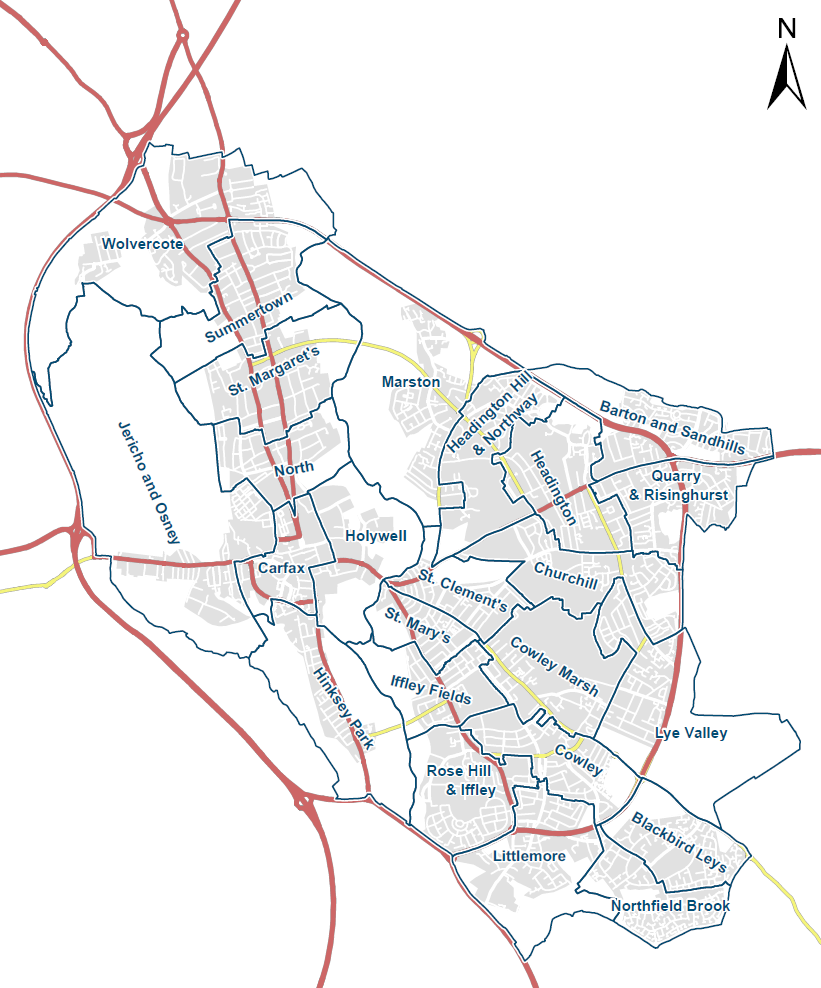 N
Wolvercote
Summertown
St. Margaret's
Marston
Headington Hill
& Northway
Barton and Sandhills
Jericho and Osney
North
Headington
Quarry
& Risinghurst
Holywell
Carfax
Churchill
St. Clement's
St. Mary's
Cowley Marsh
Iffley Fields
Hinksey Park
Lye Valley
Cowley
Rose Hill
& Iffley
Blackbird Leys
Littlemore
Northfield Brook